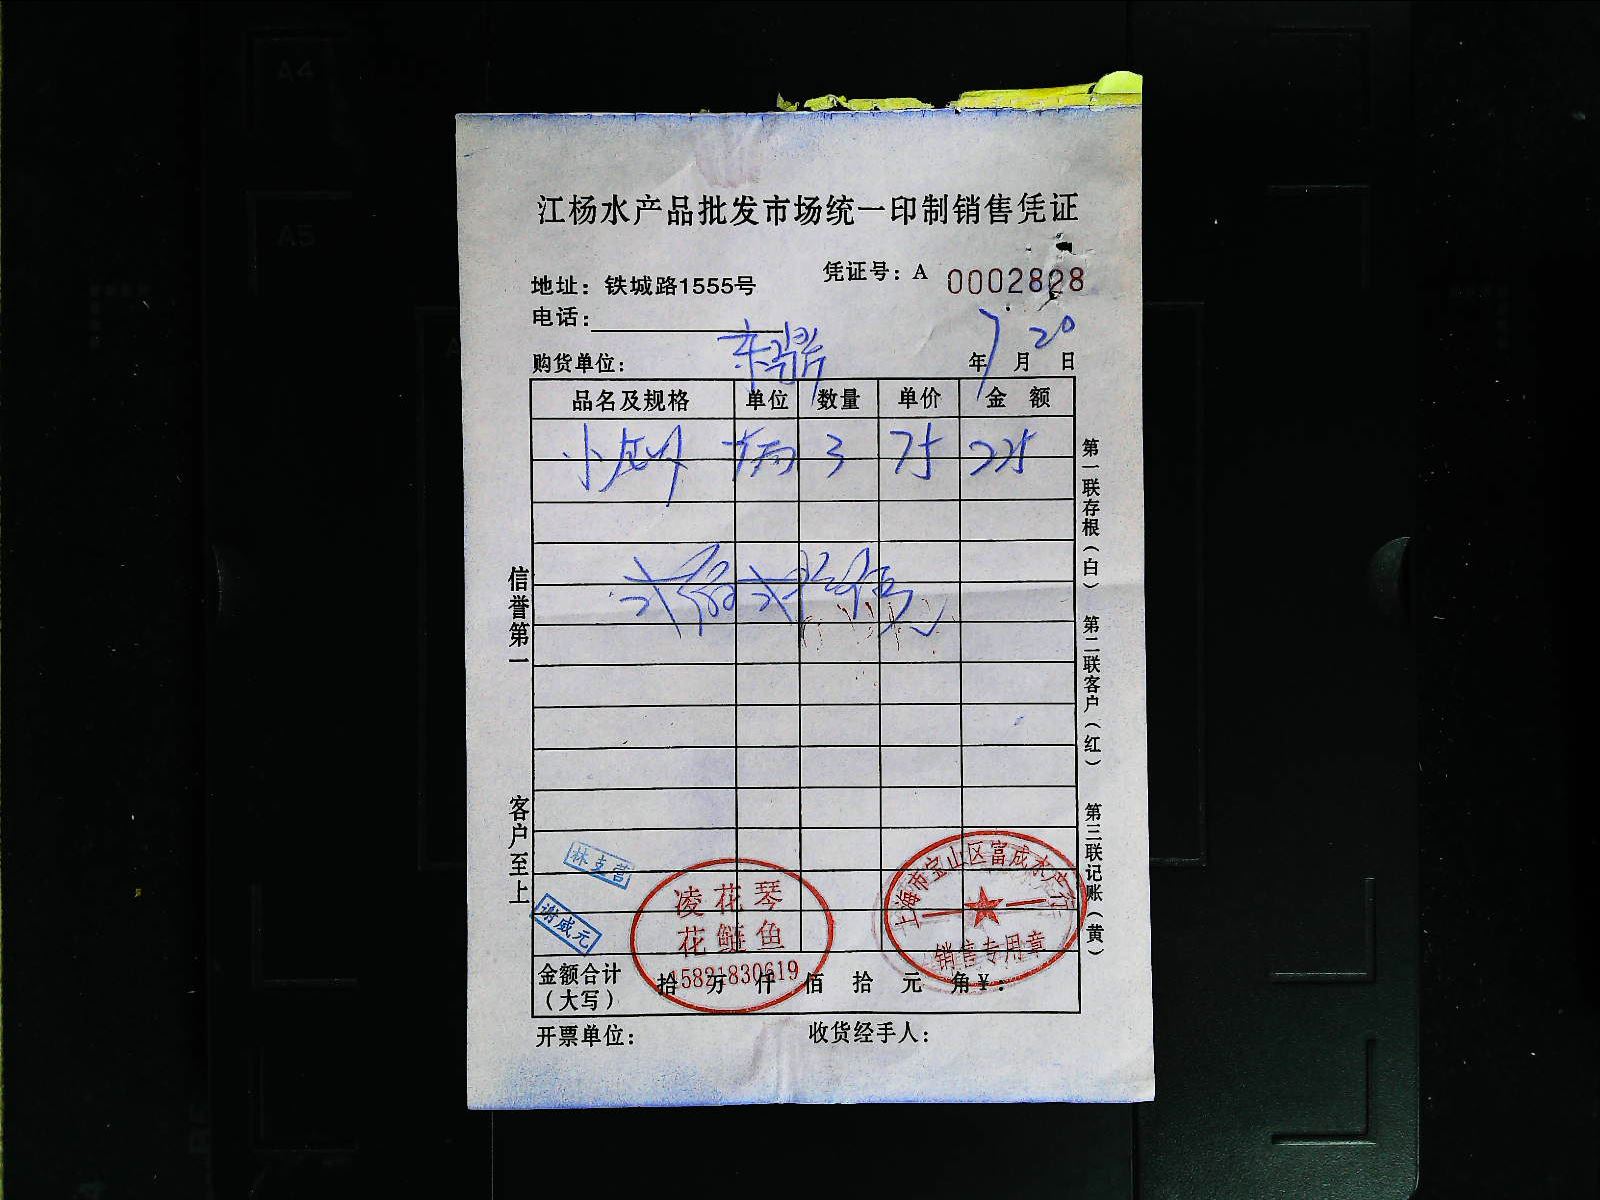 江杨水产品批发市场统一印制销售凭证
凭证号：A 0002828
地址：铁城路1555号
电话：
购货单位：
7 20
年 月 日
品名及规格 单位 数量 单价 金 额
小 3 75 225
信誉第一
客户至上
第一联存根（白） 第二联客户（红） 第三联记账（黄）
林支营
谢咸元
凌花琴
花鲢鱼
15821830619
上海市宝山区富成水产行
销售专用章
金额合计
（大写）
拾 万 仟 佰 拾 元 角 ¥：
开票单位： 收货经手人：